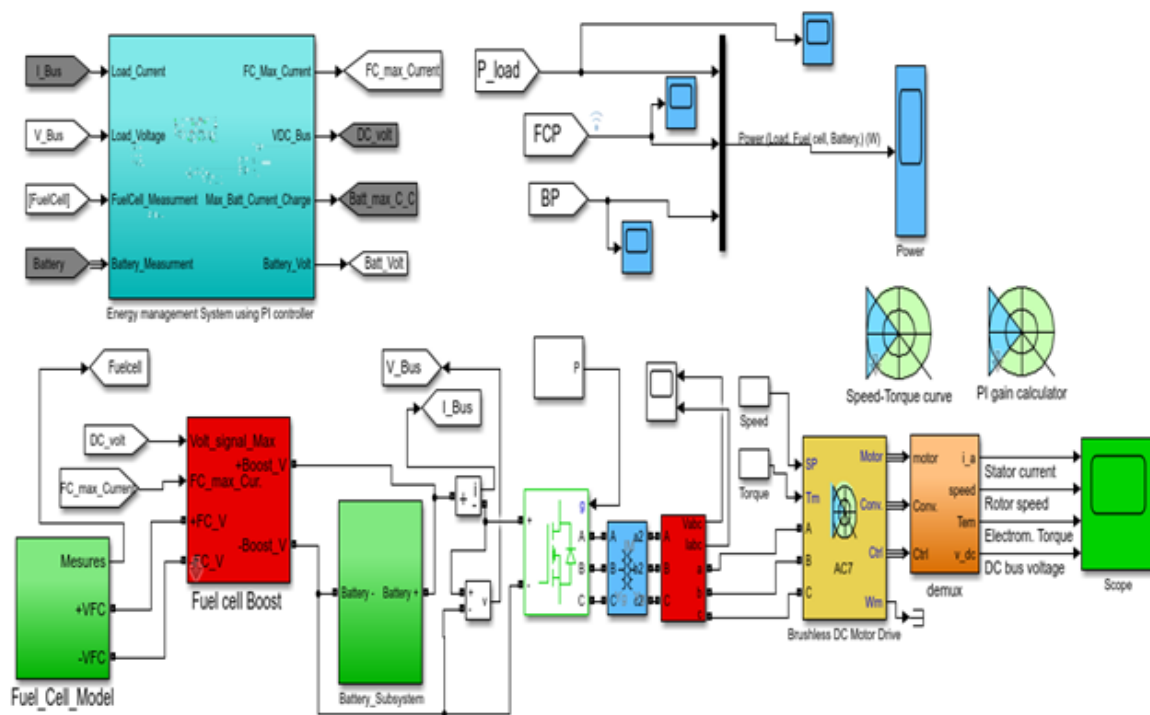 I_Bus
Load_Current
FC_Max_Current
FC_max_Current
V_Bus
Load_Voltage
VDC_Bus
DC_volt
[FuelCell]
FuelCell_Measurment
Max_Batt_Current_Charge
Batt_max_C_C
Battery
Battery_Measurment
Battery_Volt
Batt_Volt
Energy management System using PI controller
P_load
FCP
BP
Power (Load, Fuel cell, Battery,) (W)
Power
Speed-Torque curve
PI gain calculator
Fuelcell
DC_volt
FC_max_Current
Volt_signal_Max
+Boost_V
FC_max_Cur.
+FC_V
-Boost_V
-FC_V
Fuel cell Boost
Mesures
+VFC
-VFC
Fuel_Cell_Model
V_Bus
I_Bus
Battery -
Battery +
Battery_Subsystem
+
i
-
+
-
v
P
+
-
g
A
B
C
A
B
C
a2
b2
c2
A
B
C
Vabc
Iabc
a
b
c
Speed
Torque
SP
Tm
A
B
C
Motor
Conv.
Ctrl
Wm
AC7
Brushless DC Motor Drive
motor
Conv.
Ctrl
i_a
speed
Tem
v_dc
demux
Stator current
Rotor speed
Electrom. Torque
DC bus voltage
Scope